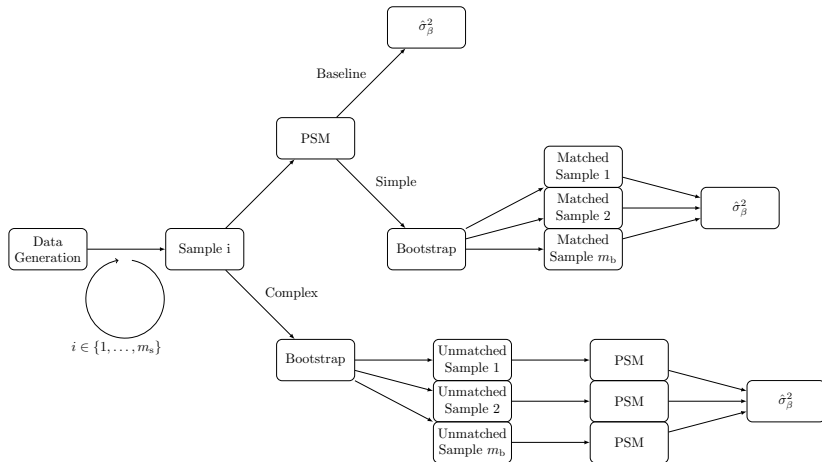 σ̂²_β
Baseline
PSM
Simple
Matched
Sample 1
Matched
Sample 2
Matched
Sample m_b
Bootstrap
σ̂²_β
Data
Generation
Sample i
i ∈ {1, . . . , m_s}
Complex
Bootstrap
Unmatched
Sample 1
PSM
Unmatched
Sample 2
PSM
Unmatched
Sample m_b
PSM
σ̂²_β